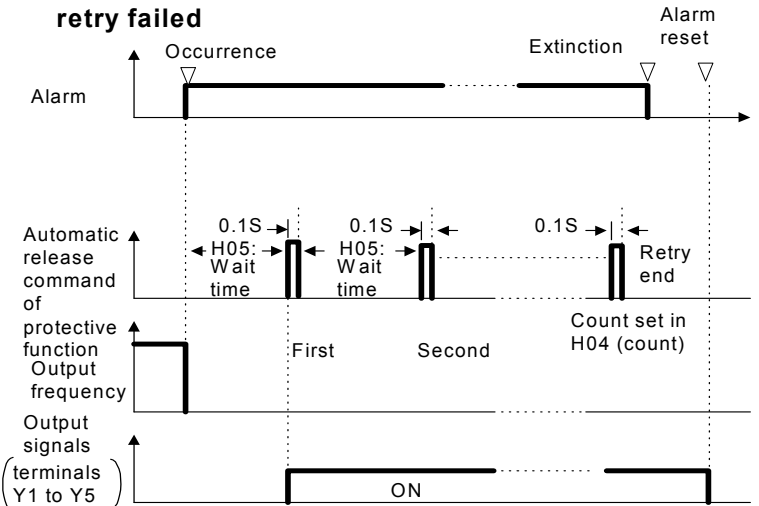 retry failed
Occurrence
Extinction
Alarm
reset
Alarm
0.1S
0.1S
0.1S
Automatic
release
command
of
protective
function
H05:
Wait
time
H05:
Wait
time
Retry
end
First
Second
Count set in
H04 (count)
Output
frequency
Output
signals
(terminals
Y1 to Y5)
ON